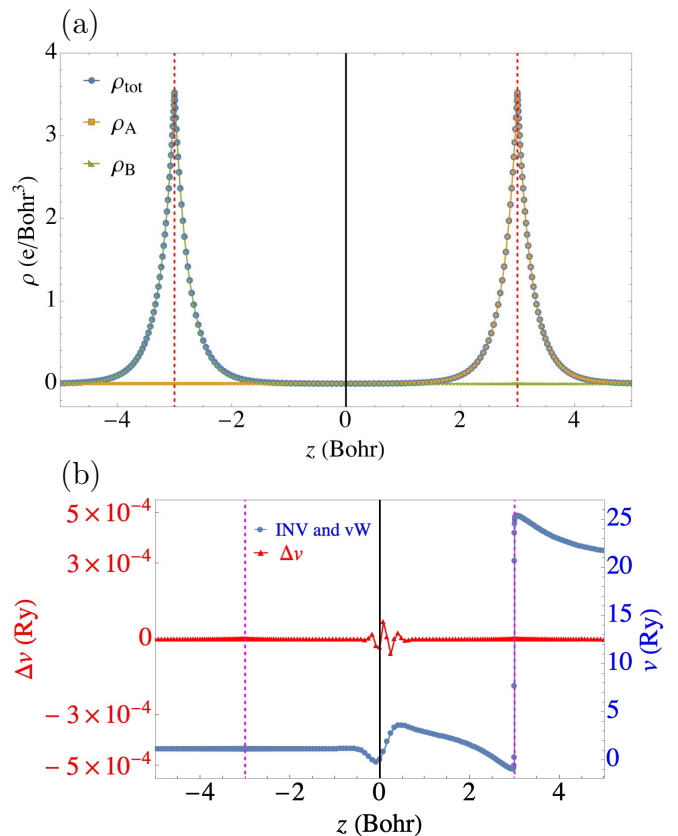 (a)
ρ (e/Bohr³)
4
3
2
1
0
ρtot
ρA
ρB
−4 −2 0 2 4
z (Bohr)
(b)
Δv (Ry)
5×10⁻⁴
3×10⁻⁴
0
−3×10⁻⁴
−5×10⁻⁴
INV and vW
Δv
25
20
15
10
5
0
v (Ry)
−4 −2 0 2 4
z (Bohr)